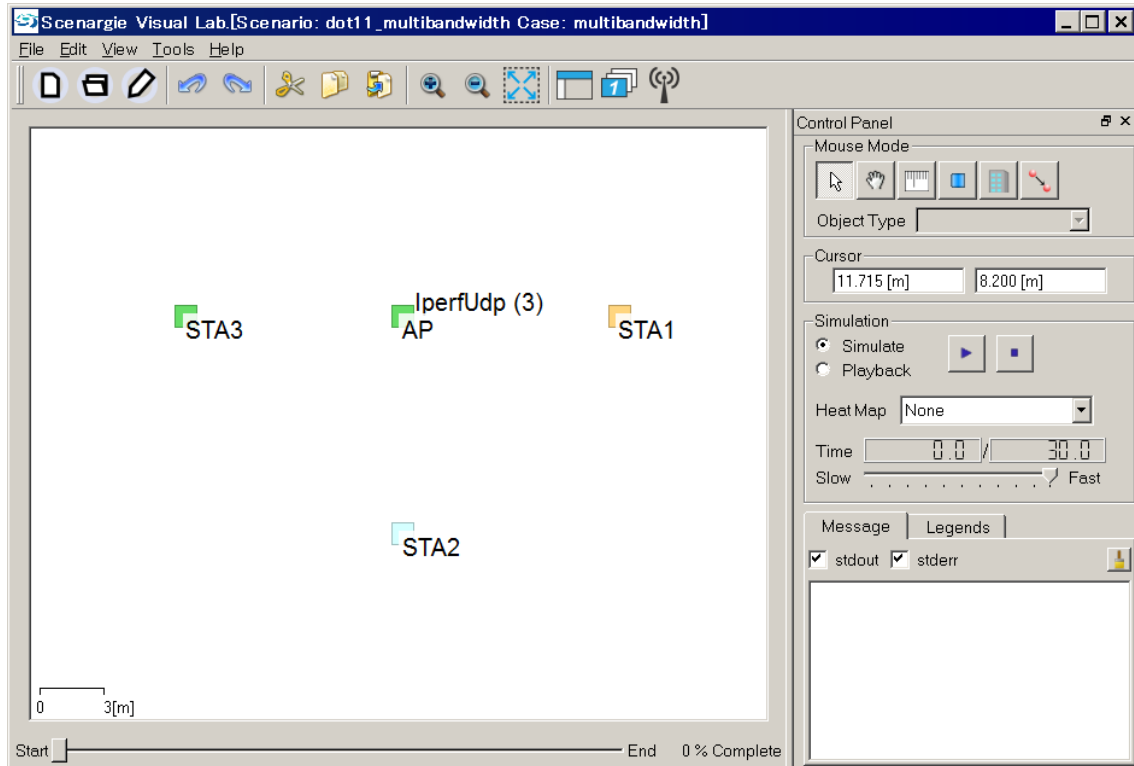 Scenargie Visual Lab.[Scenario: dot11_multibandwidth Case: multibandwidth]
File Edit View Tools Help
1
IperfUdp (3)
STA3
AP
STA1
STA2
0 3[m]
Start End 0 % Complete
Control Panel
Mouse Mode
Object Type
Cursor
11.715 [m] 8.200 [m]
Simulation
Simulate
Playback
Heat Map None
Time 0.0 / 30.0
Slow Fast
Message Legends
stdout stderr